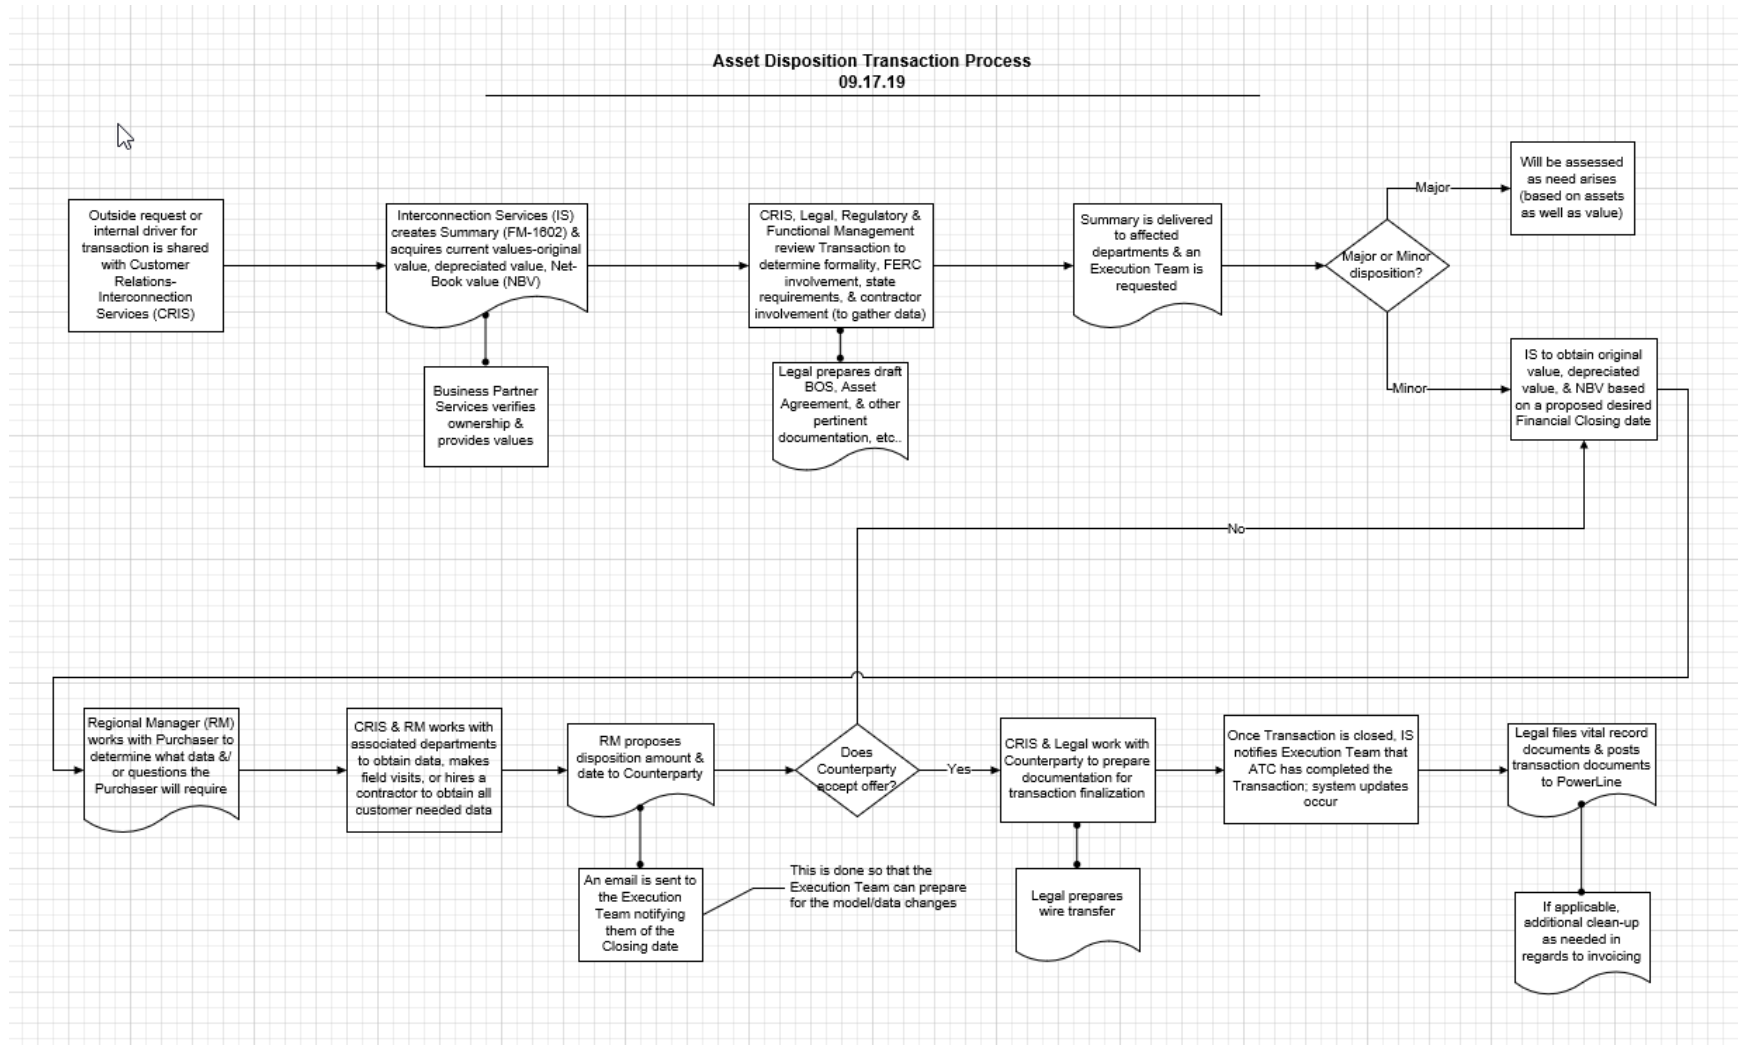 Asset Disposition Transaction Process
09.17.19
Outside request or
internal driver for
transaction is shared
with Customer
Relations-
Interconnection
Services (CRIS)
Interconnection Services (IS)
creates Summary (FM-1602) &
acquires current values-original
value, depreciated value, Net-
Book value (NBV)
Business Partner
Services verifies
ownership &
provides values
CRIS, Legal, Regulatory &
Functional Management
review Transaction to
determine formality, FERC
involvement, state
requirements, & contractor
involvement (to gather data)
Legal prepares draft
BOS, Asset
Agreement, & other
pertinent
documentation, etc..
Summary is delivered
to affected
departments & an
Execution Team is
requested
Major or Minor
disposition?
Major
Will be assessed
as need arises
(based on assets
as well as value)
Minor
IS to obtain original
value, depreciated
value, & NBV based
on a proposed desired
Financial Closing date
No
Regional Manager (RM)
works with Purchaser to
determine what data &/
or questions the
Purchaser will require
CRIS & RM works with
associated departments
to obtain data, makes
field visits, or hires a
contractor to obtain all
customer needed data
RM proposes
disposition amount &
date to Counterparty
An email is sent to
the Execution
Team notifying
them of the
Closing date
This is done so that the
Execution Team can prepare
for the model/data changes
Does
Counterparty
accept offer?
Yes
CRIS & Legal work with
Counterparty to prepare
documentation for
transaction finalization
Legal prepares
wire transfer
Once Transaction is closed, IS
notifies Execution Team that
ATC has completed the
Transaction; system updates
occur
Legal files vital record
documents & posts
transaction documents
to PowerLine
If applicable,
additional clean-up
as needed in
regards to invoicing